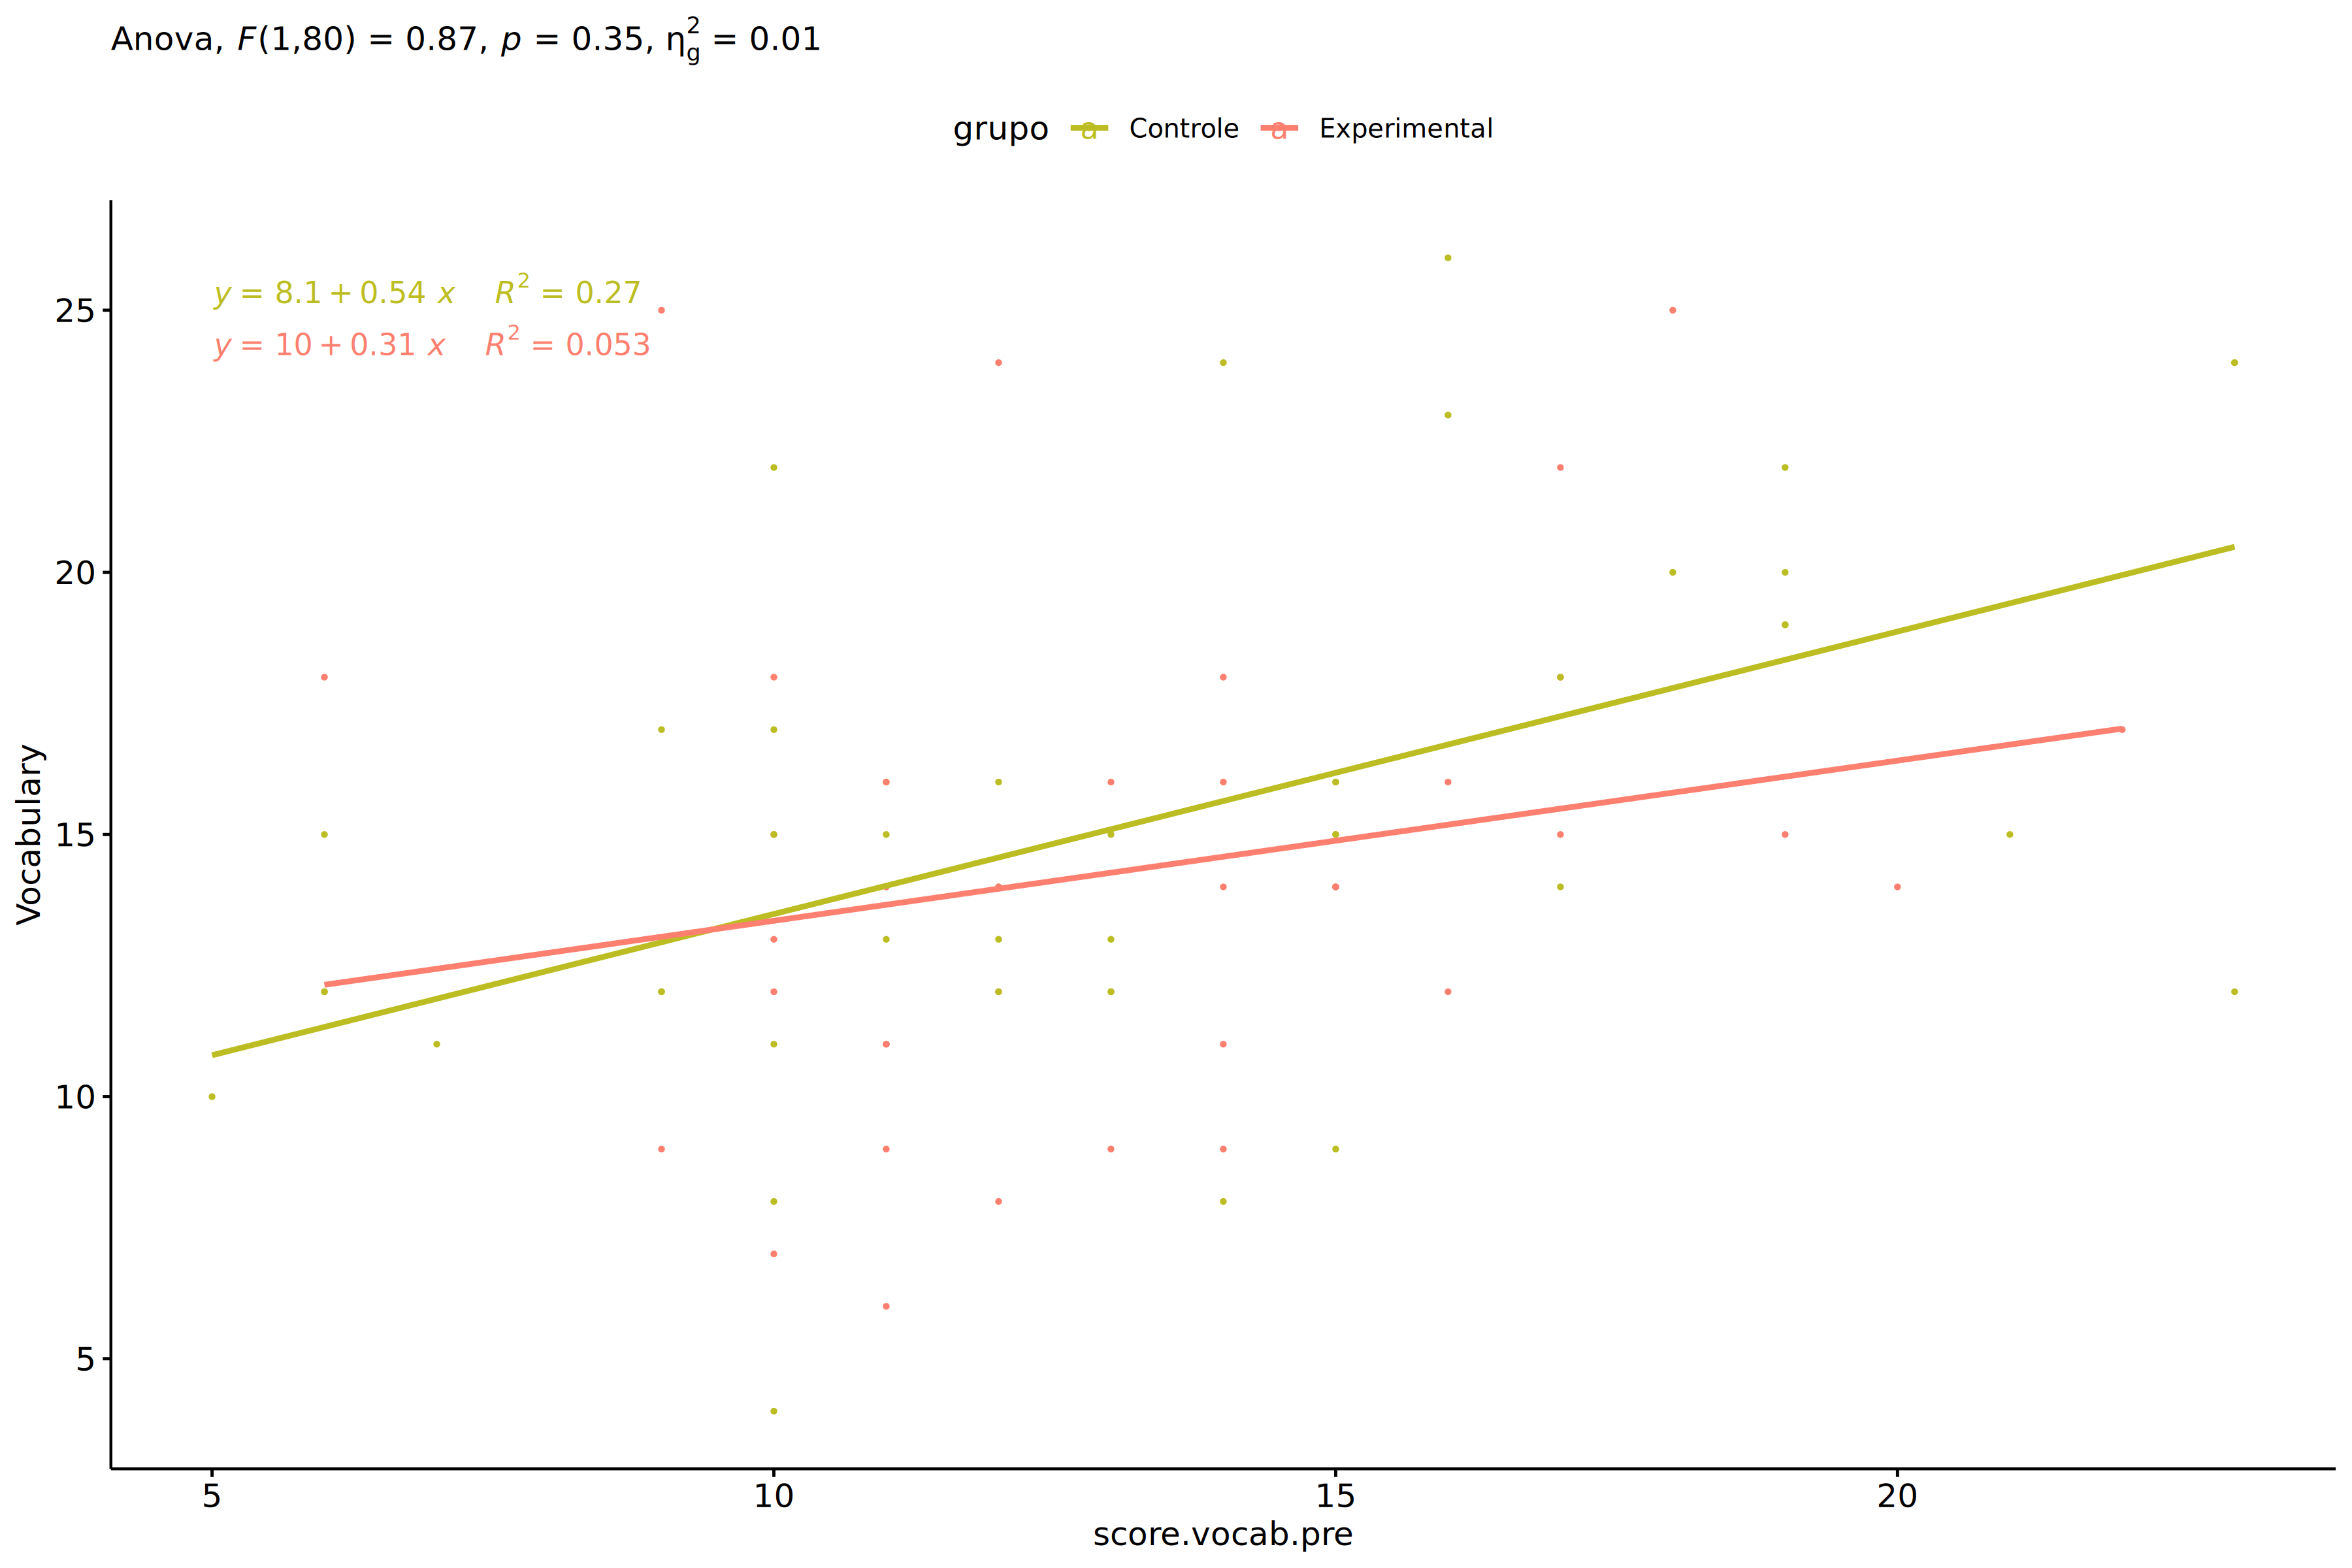 Anova, F(1,80) = 0.87, p = 0.35, η²g = 0.01
grupo a Controle a Experimental
y = 8.1 + 0.54 x R² = 0.27
y = 10 + 0.31 x R² = 0.053
25
20
15
10
5
Vocabulary
5 10 15 20
score.vocab.pre